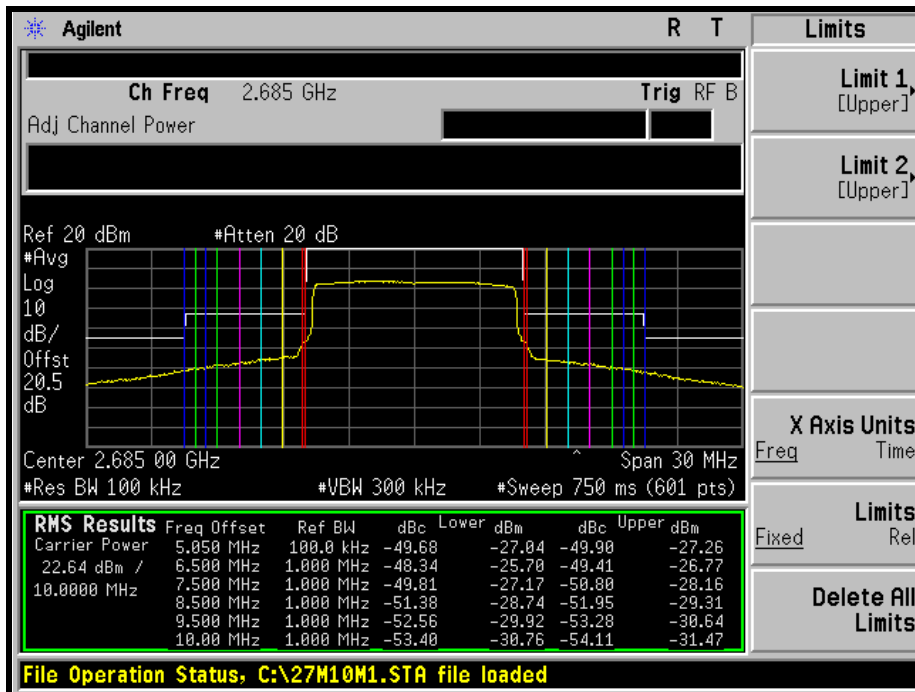 Agilent R T Limits
Ch Freq 2.685 GHz Trig RF B
Adj Channel Power
Limit 1
[Upper]
Limit 2
[Upper]
Ref 20 dBm #Atten 20 dB
#Avg
Log
10
dB/
Offst
20.5
dB
Center 2.685 00 GHz ^ Span 30 MHz
#Res BW 100 kHz #VBW 300 kHz #Sweep 750 ms (601 pts)
X Axis Units
Freq Time
RMS Results Freq Offset Ref BW dBc Lower dBm dBc Upper dBm
Carrier Power 5.050 MHz 100.0 kHz -49.68 -27.04 -49.90 -27.26
22.64 dBm / 6.500 MHz 1.000 MHz -48.34 -25.70 -49.41 -26.77
10.0000 MHz 7.500 MHz 1.000 MHz -49.81 -27.17 -50.80 -28.16
8.500 MHz 1.000 MHz -51.38 -28.74 -51.95 -29.31
9.500 MHz 1.000 MHz -52.56 -29.92 -53.28 -30.64
10.00 MHz 1.000 MHz -53.40 -30.76 -54.11 -31.47
Limits
Fixed Rel
Delete All
Limits
File Operation Status, C:\27M10M1.STA file loaded